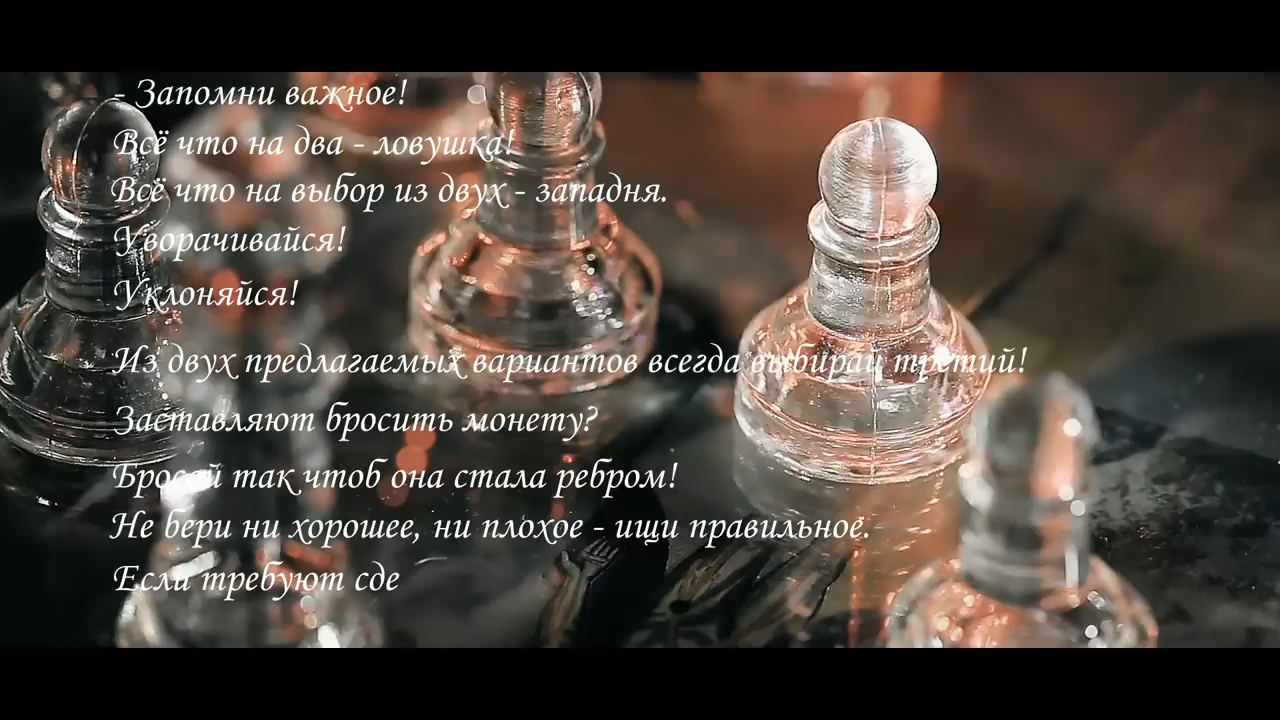 - Запомни важное!
Всё что на два - ловушка!
Всё что на выбор из двух - западня.
Уворачивайся!
Уклоняйся!
Из двух предлагаемых вариантов всегда выбирай третий!
Заставляют бросить монету?
Бросай так чтоб она стала ребром!
Не бери ни хорошее, ни плохое - ищи правильное.
Если требуют сде